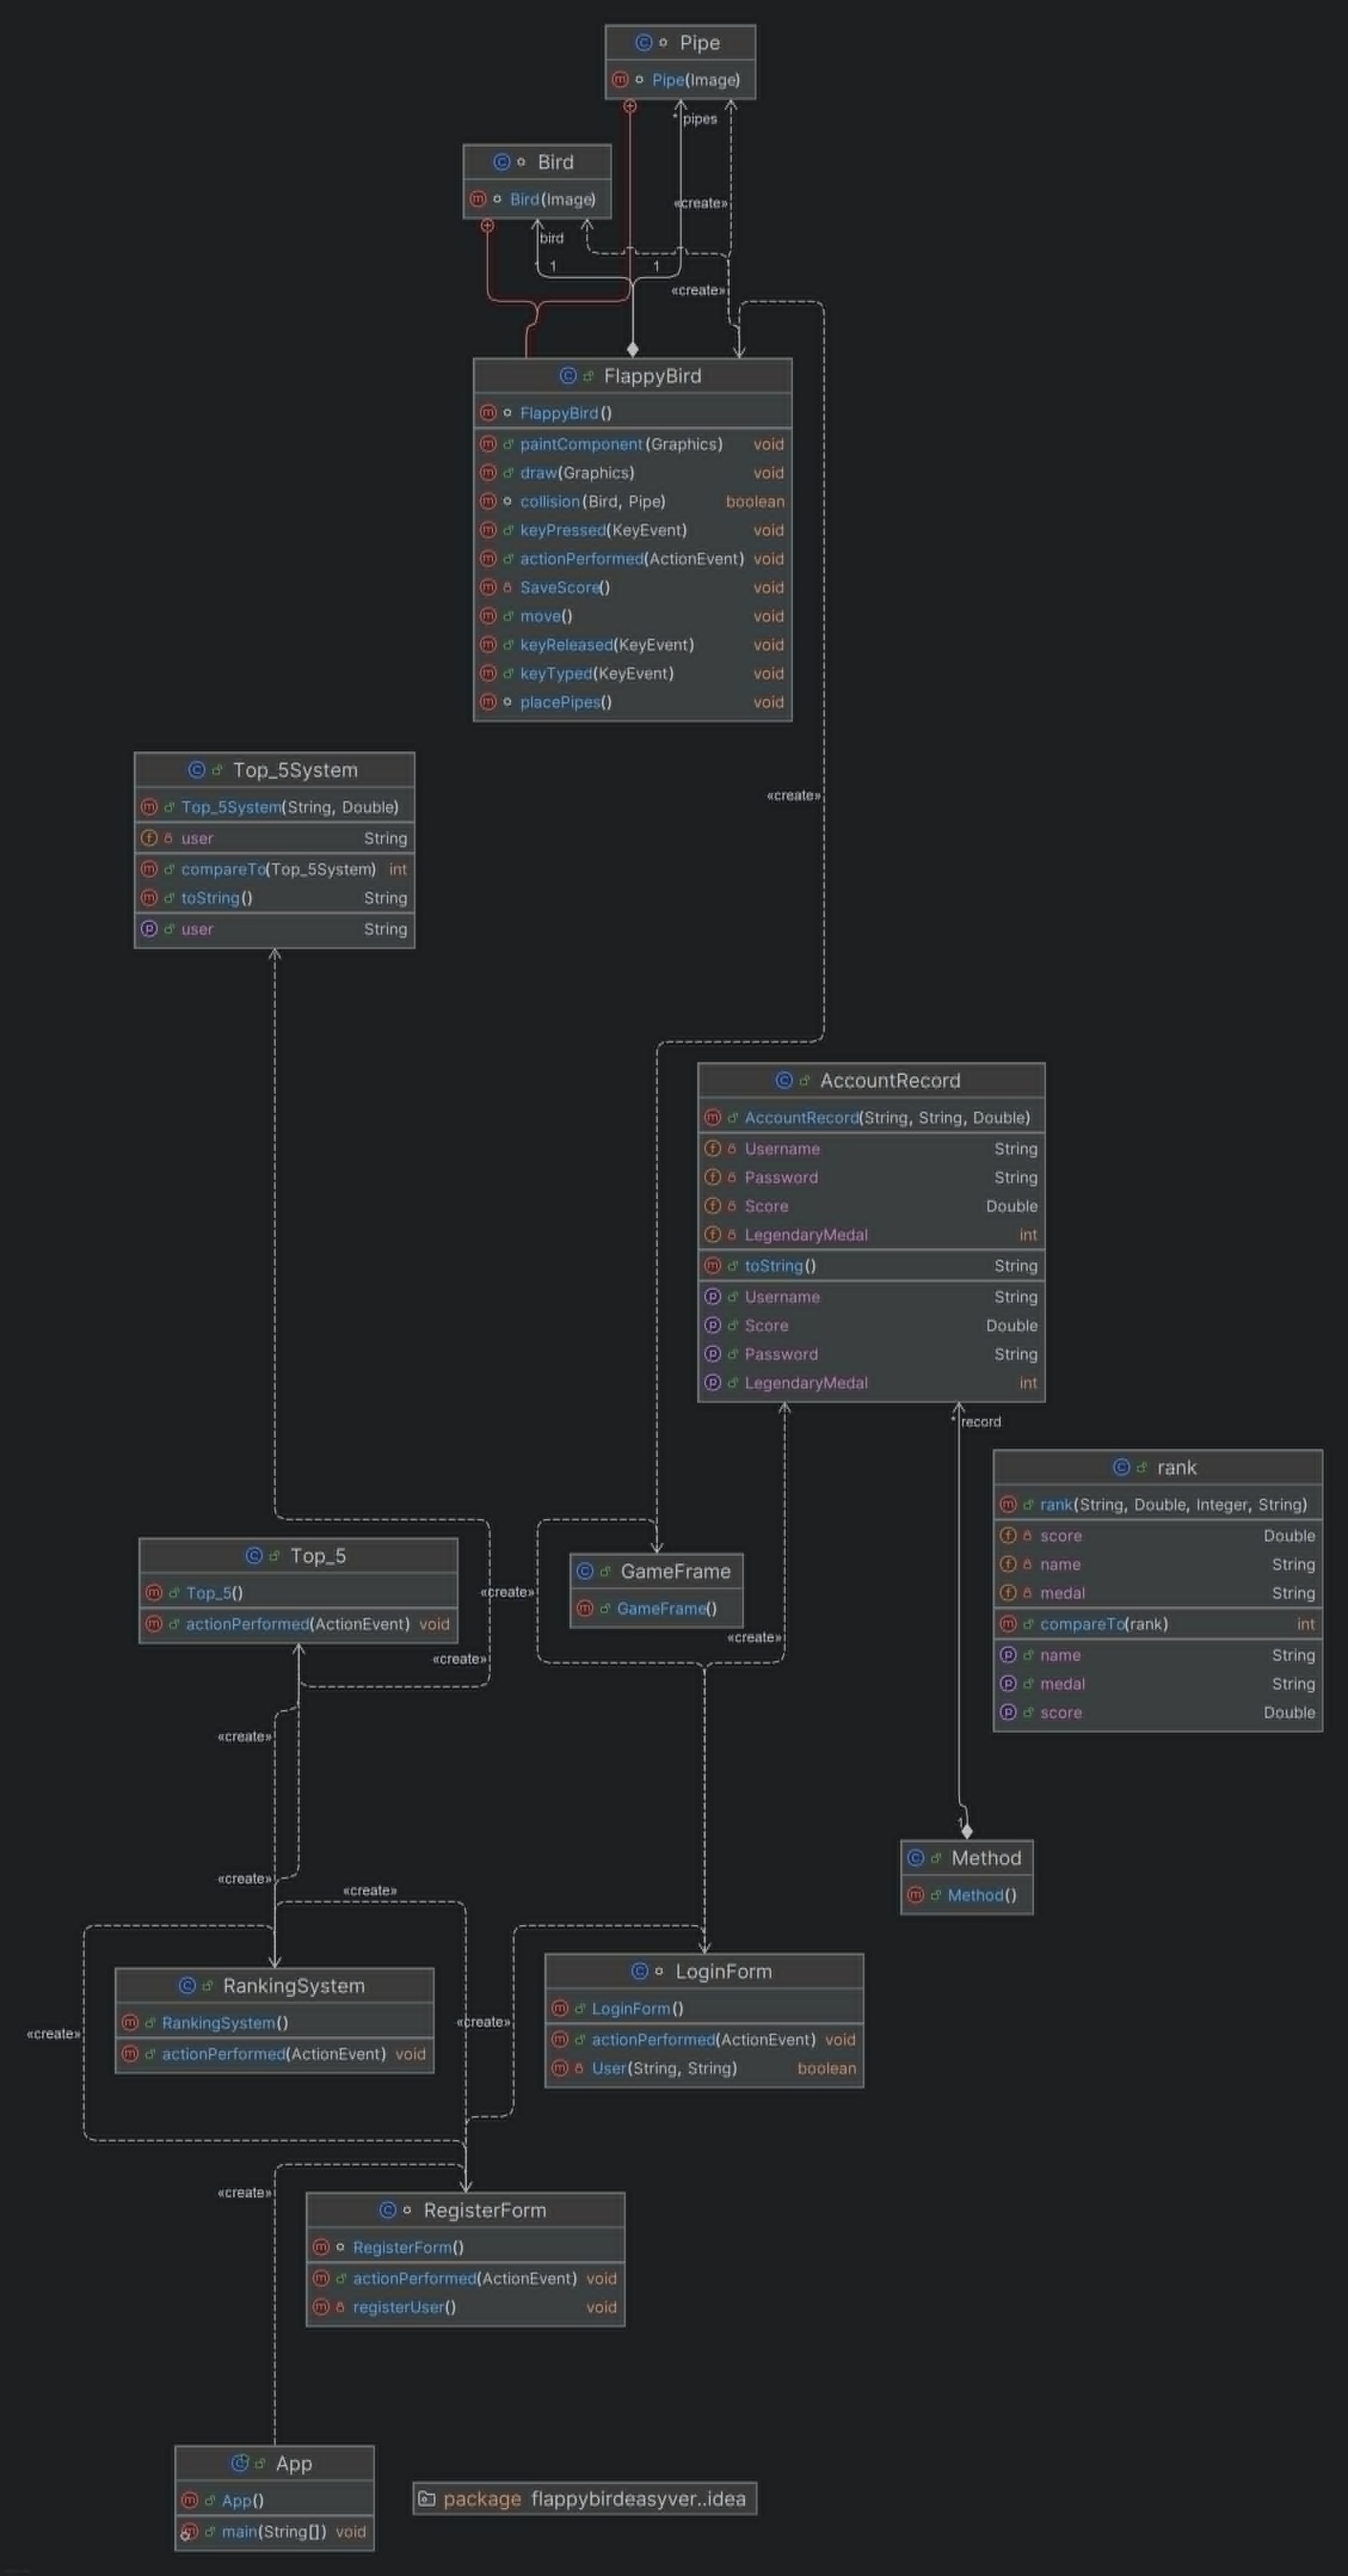 Pipe
Pipe(Image)
* pipes
Bird
Bird(Image)
«create»
bird
1
1
«create»
FlappyBird
FlappyBird()
paintComponent(Graphics) void
draw(Graphics) void
collision(Bird, Pipe) boolean
keyPressed(KeyEvent) void
actionPerformed(ActionEvent) void
SaveScore() void
move() void
keyReleased(KeyEvent) void
keyTyped(KeyEvent) void
placePipes() void
Top_5System
Top_5System(String, Double)
user String
compareTo(Top_5System) int
toString() String
user String
«create»
AccountRecord
AccountRecord(String, String, Double)
Username String
Password String
Score Double
LegendaryMedal int
toString() String
Username String
Score Double
Password String
LegendaryMedal int
* record
rank
rank(String, Double, Integer, String)
score Double
name String
medal String
compareTo(rank) int
name String
medal String
score Double
Top_5
Top_5()
actionPerformed(ActionEvent) void
«create»
GameFrame
GameFrame()
«create»
«create»
«create»
1
Method
Method()
«create»
«create»
RankingSystem
RankingSystem()
actionPerformed(ActionEvent) void
«create»
«create»
LoginForm
LoginForm()
actionPerformed(ActionEvent) void
User(String, String) boolean
«create»
RegisterForm
RegisterForm()
actionPerformed(ActionEvent) void
registerUser() void
App
App()
main(String[]) void
package flappybirdeasyver..idea